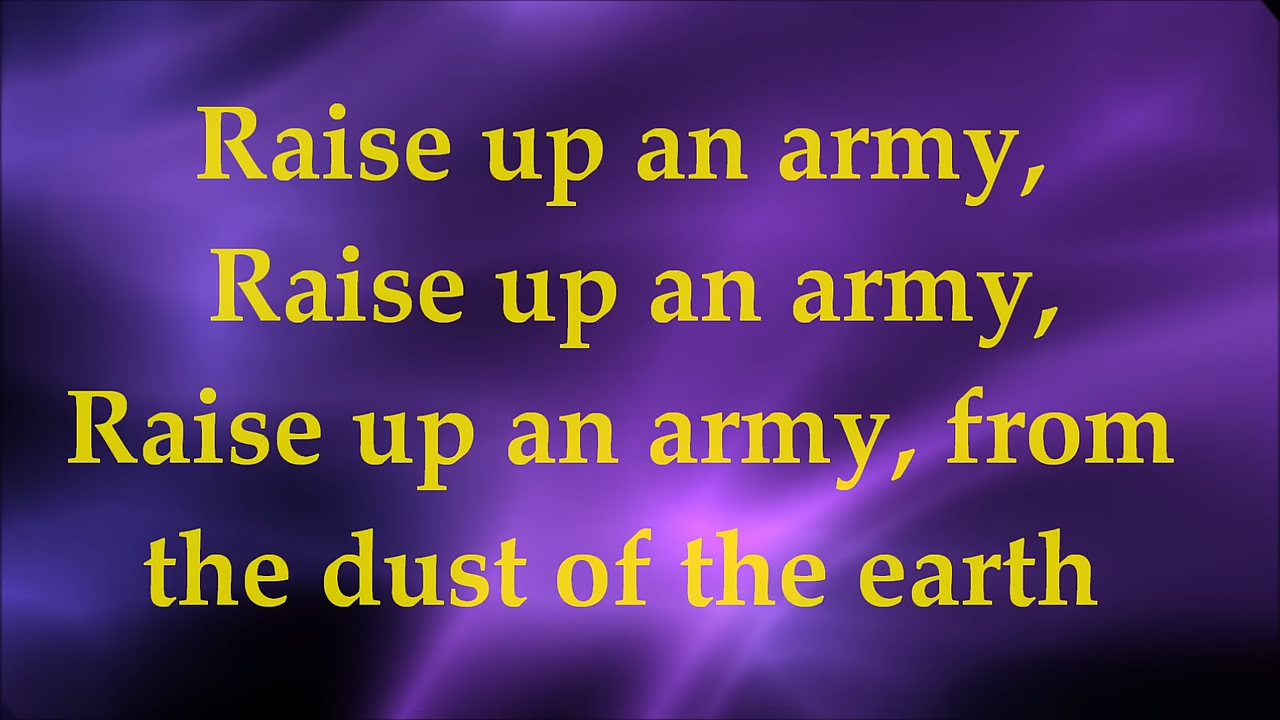 Raise up an army,
Raise up an army,
Raise up an army, from
the dust of the earth